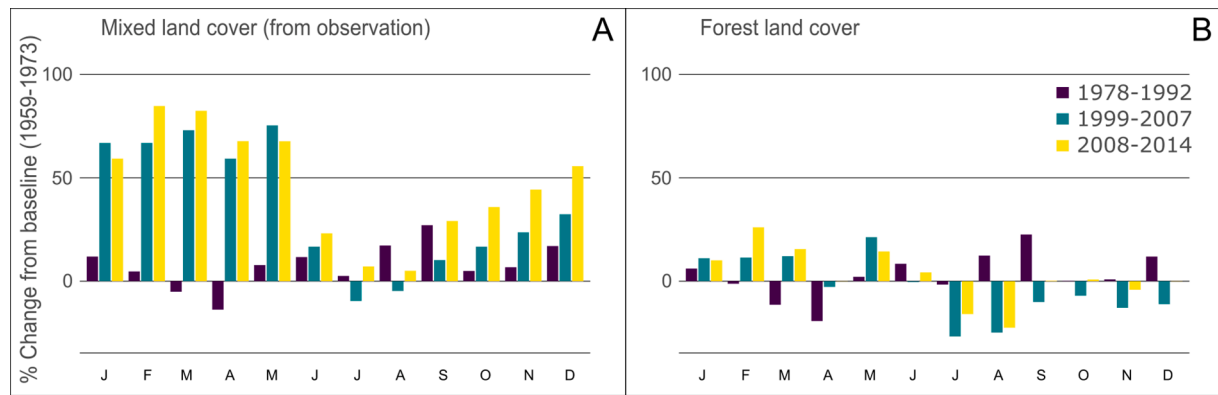 Mixed land cover (from observation)
A
% Change from baseline (1959-1973)
100
50
0
J F M A M J J A S O N D
Forest land cover
B
100
50
0
1978-1992
1999-2007
2008-2014
J F M A M J J A S O N D